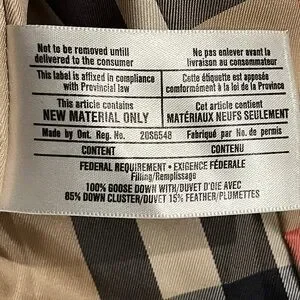 Not to be removed untill
delivered to the consumer
Ne pas enlever avant la
livraison au consommateur
This label is affixed in compliance
with Provincial law
Cette étiquette est apposée
conformément à la loi de la Province
This article contains
NEW MATERIAL ONLY
Cet article contient
MATÉRIAUX NEUFS SEULEMENT
Made by Ont. Reg. No. 20S6548 Fabriqué par No. de permis
CONTENT CONTENU
FEDERAL REQUIREMENT • EXIGENCE FÉDERALE
Filling/Remplissage
100% GOOSE DOWN WITH/DUVET D'OIE AVEC
85% DOWN CLUSTER/DUVET 15% FEATHER/PLUMETTES